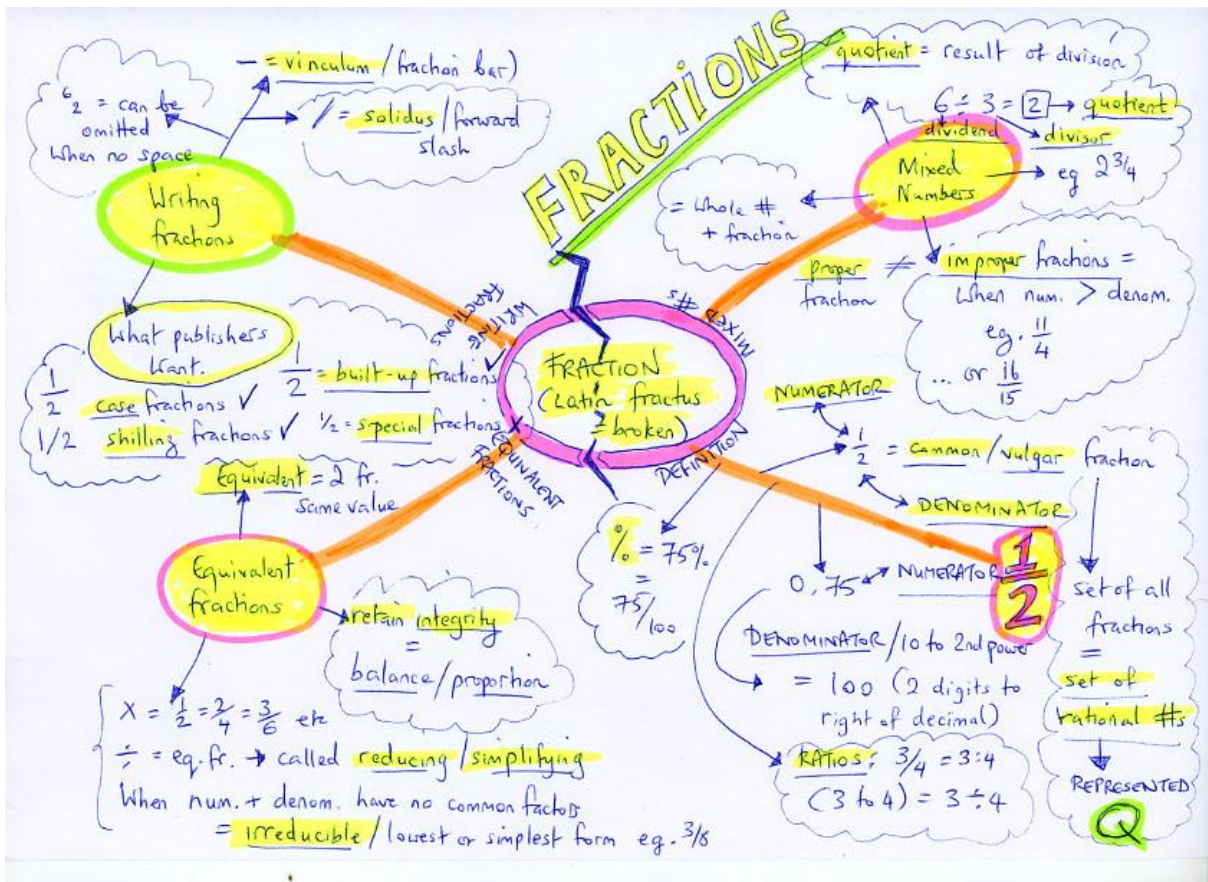 FRACTIONS
— = vinculum / fraction bar)
6 2 = can be
omitted
when no space
/ = solidus / forward
slash
Writing
fractions
What publishers
want.
1/2 case fractions ✓
1/2 shilling fractions ✓
1/2 = built-up fractions ✓
1/2 = special fractions X
WRITING
FRACTIONS
quotient = result of division
6 ÷ 3 = 2 → quotient
dividend
divisor
Mixed
Numbers
eg 2 3/4
= whole #
+ fraction
proper
fraction
≠ improper fractions =
when num. > denom.
eg. 11/4
... or 16/15
MIXED #s
FRACTION
(Latin fractus
= broken)
EQUIVALENT
FRACTIONS
Equivalent = 2 fr.
same value
Equivalent
fractions
retain integrity
=
balance / proportion
X = 1/2 = 2/4 = 3/6 etc
÷ = eq. fr. → called reducing / simplifying
When num. + denom. have no common factors
= irreducible / lowest or simplest form eg. 3/8
DEFINITION
NUMERATOR
1/2 = common / vulgar fraction
DENOMINATOR
% = 75%
=
75/100
1/2
0,75 NUMERATOR
DENOMINATOR / 10 to 2nd power
= 100 (2 digits to
right of decimal)
RATIOS: 3/4 = 3:4
(3 to 4) = 3 ÷ 4
set of all
fractions
=
set of
rational #s
REPRESENTED
Q